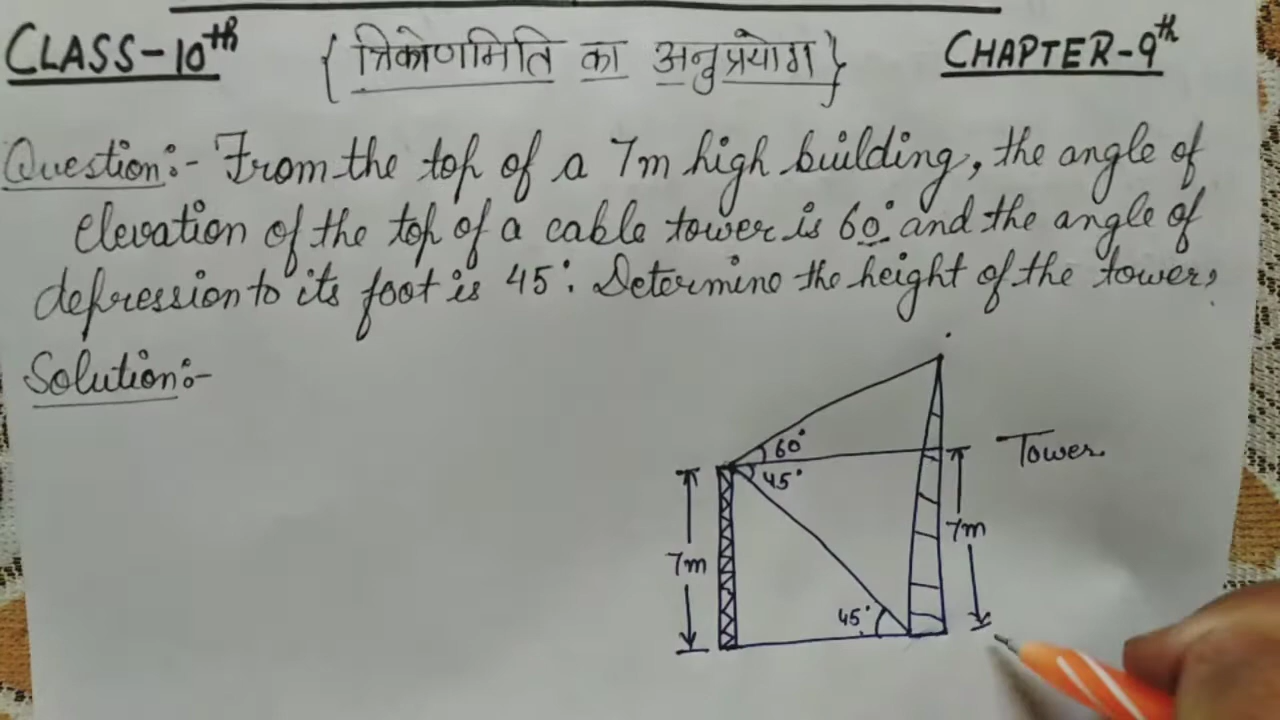 CLASS-10th {त्रिकोणमिति का अनुप्रयोग} CHAPTER-9th
Question:- From the top of a 7m high building, the angle of
elevation of the top of a cable tower is 60° and the angle of
depression to its foot is 45°. Determine the height of the tower,
Solution:-
60°
Tower.
45°
7m
7m
45°